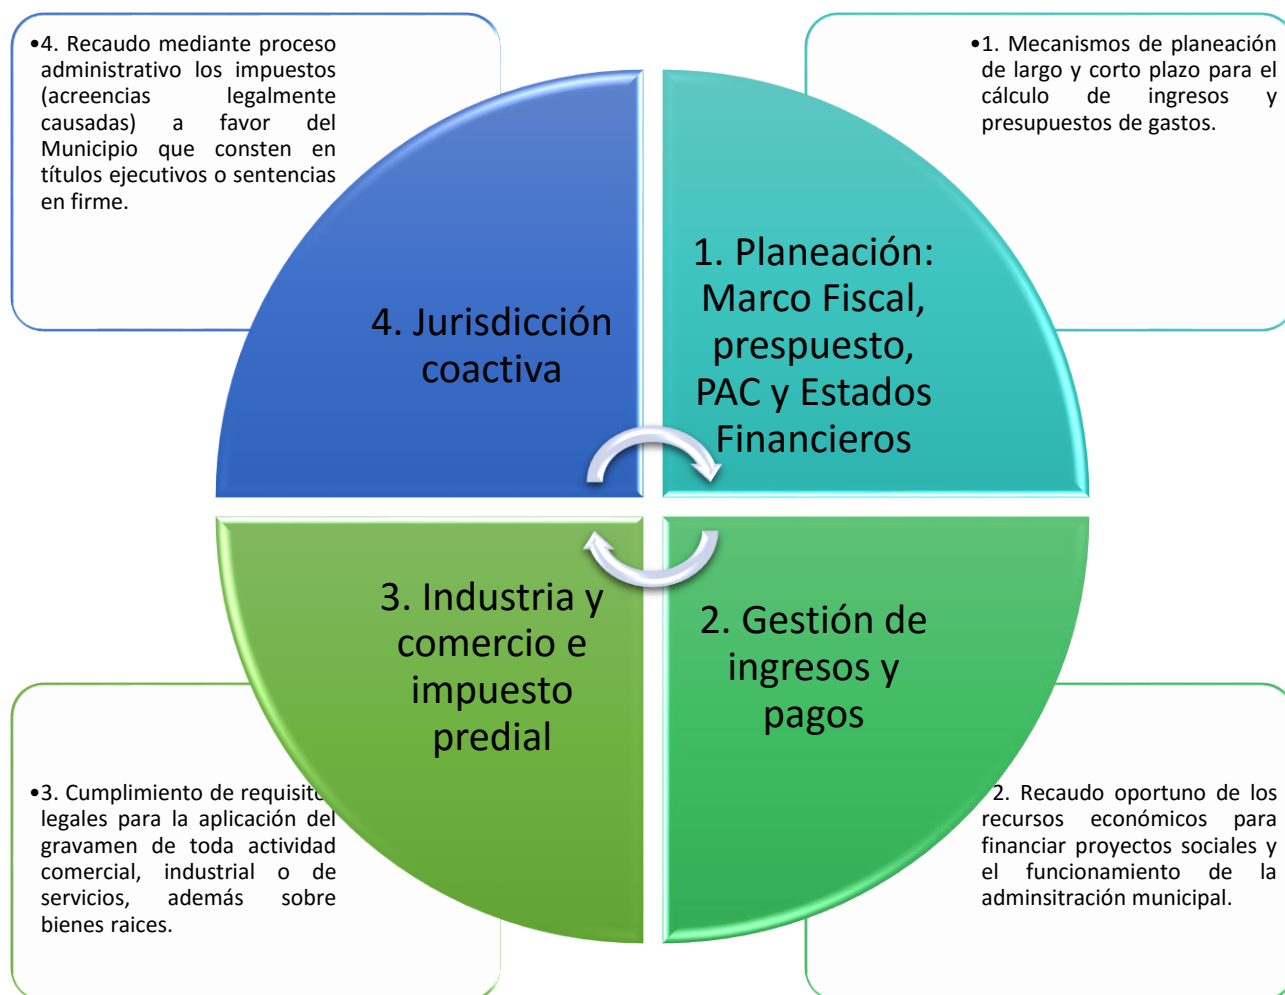 •4. Recaudo mediante proceso
administrativo los impuestos
(acreencias legalmente
causadas) a favor del
Municipio que consten en
títulos ejecutivos o sentencias
en firme.
•1. Mecanismos de planeación
de largo y corto plazo para el
cálculo de ingresos y
presupuestos de gastos.
4. Jurisdicción
coactiva
1. Planeación:
Marco Fiscal,
prespuesto,
PAC y Estados
Financieros
3. Industria y
comercio e
impuesto
predial
2. Gestión de
ingresos y
pagos
•3. Cumplimiento de requisito
legales para la aplicación del
gravamen de toda actividad
comercial, industrial o de
servicios, además sobre
bienes raices.
2. Recaudo oportuno de los
recursos económicos para
financiar proyectos sociales y
el funcionamiento de la
adminsitración municipal.